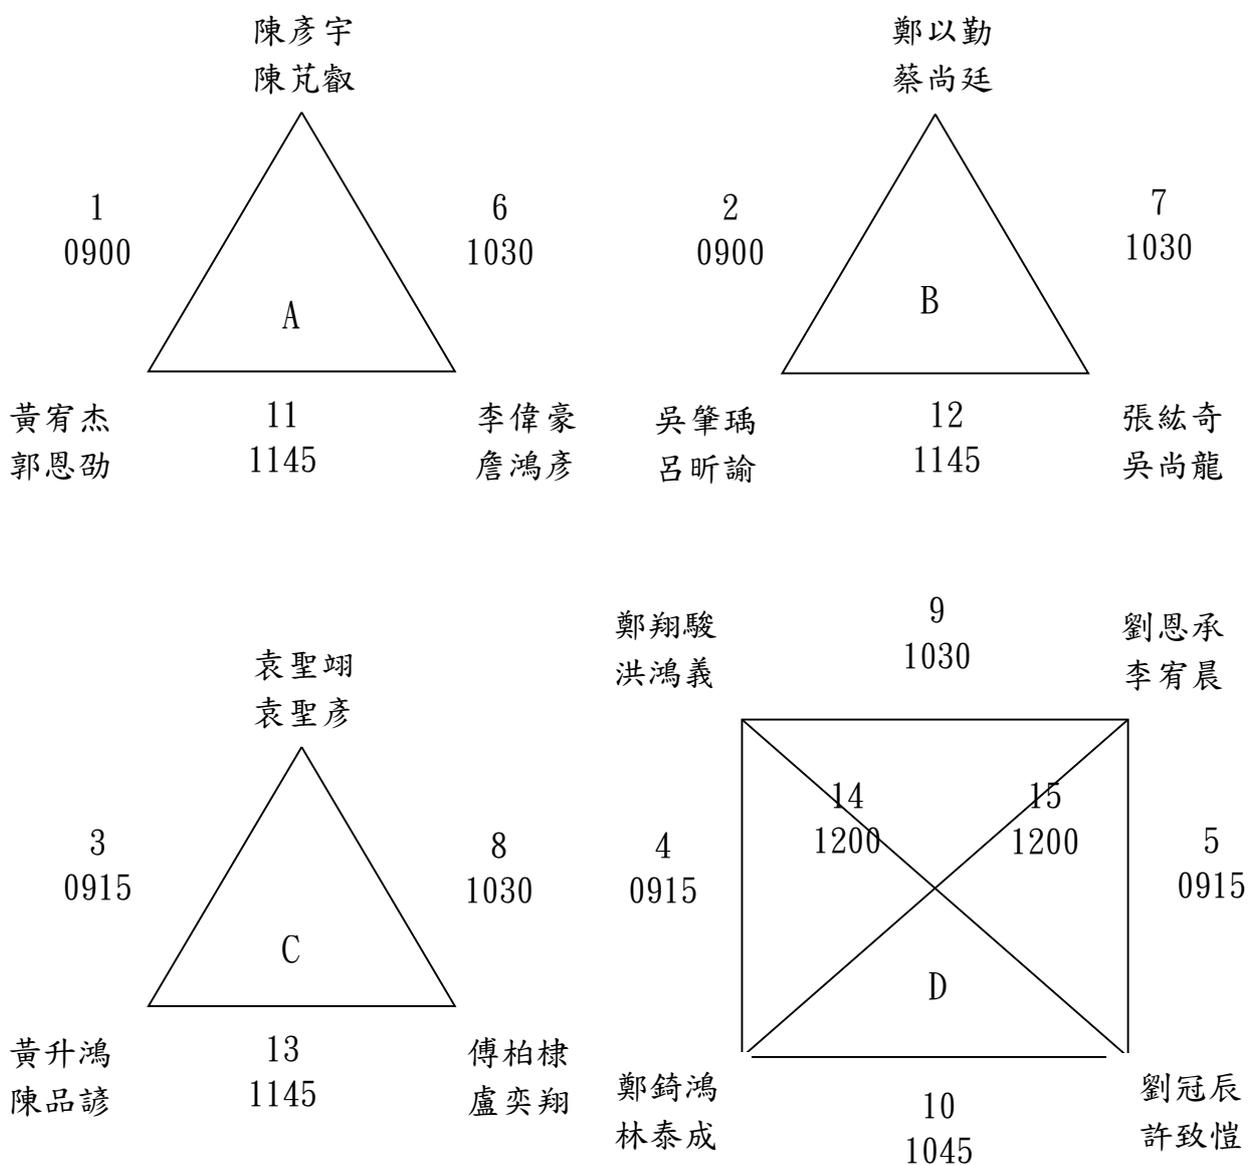 陳彥宇
陳芃叡
1
0900
6
1030
A
黃宥杰
郭恩劭
11
1145
李偉豪
詹鴻彥
鄭以勤
蔡尚廷
2
0900
7
1030
B
吳肇瑀
呂昕諭
12
1145
張紘奇
吳尚龍
袁聖翊
袁聖彥
3
0915
8
1030
C
黃升鴻
陳品諺
13
1145
傅柏棣
盧奕翔
鄭翔駿
洪鴻義
9
1030
劉恩承
李宥晨
14
1200
15
1200
4
0915
5
0915
D
鄭錡鴻
林泰成
10
1045
劉冠辰
許致愷